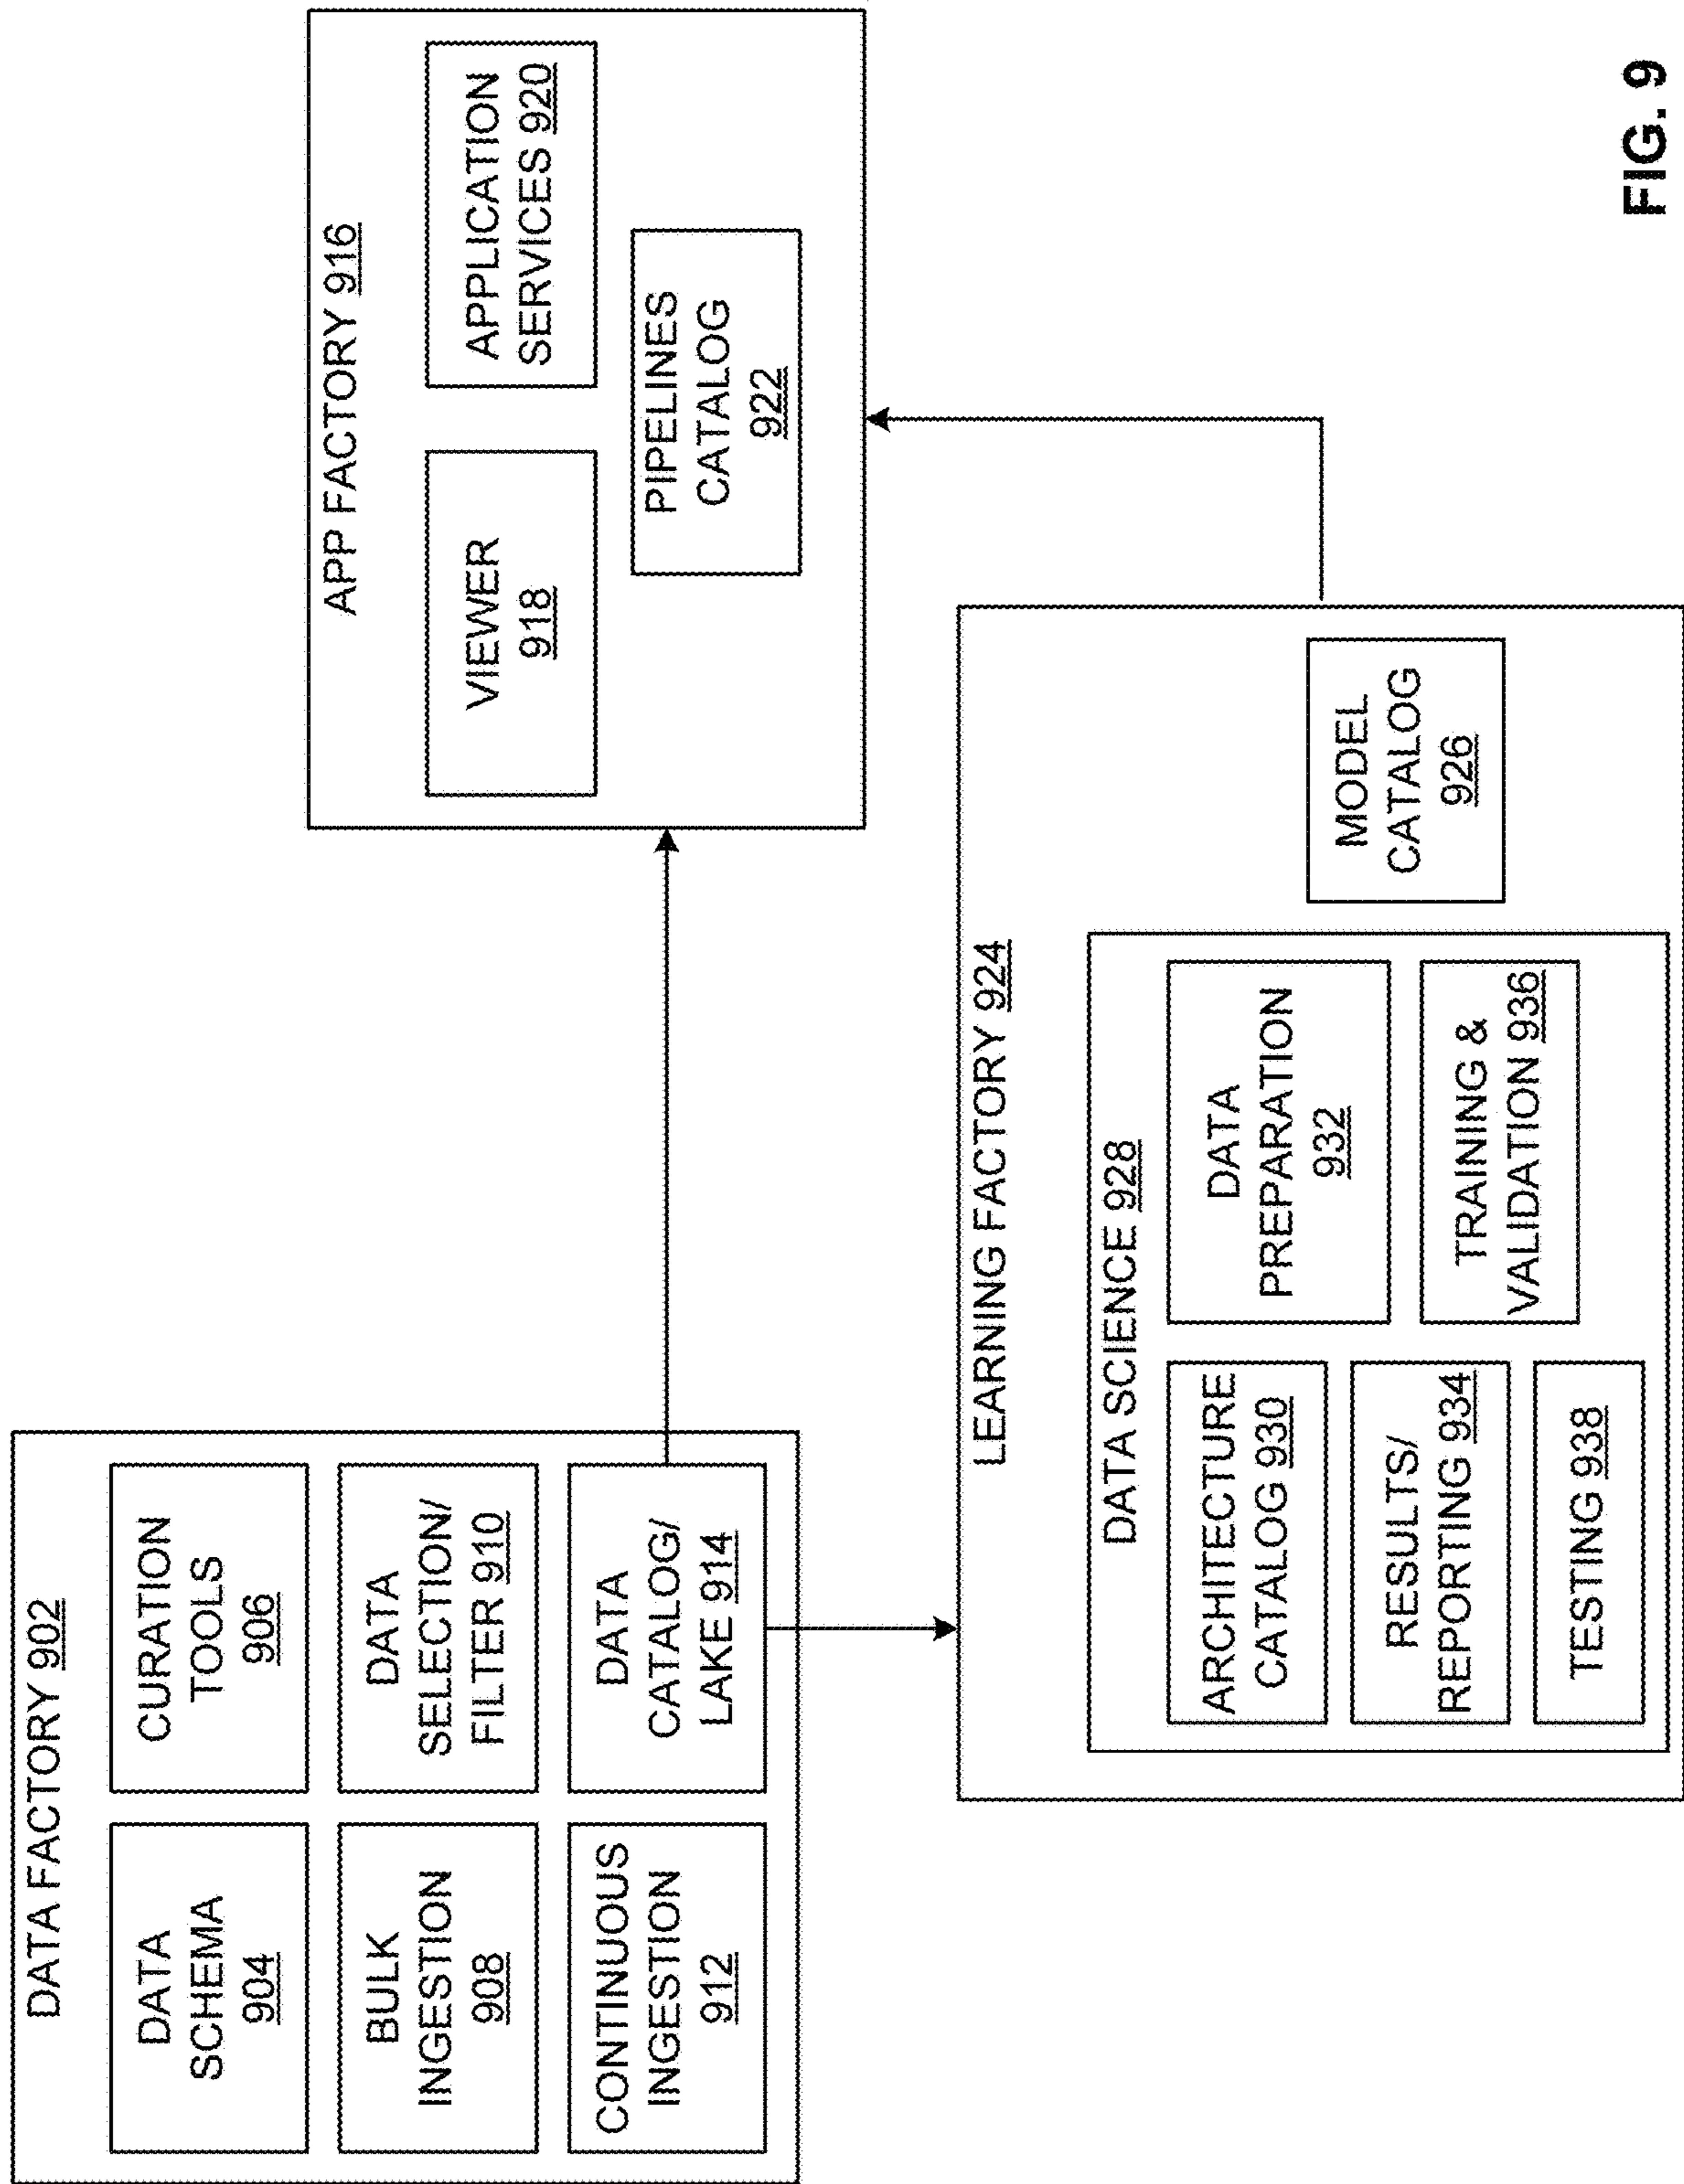 DATA FACTORY 902
DATA
SCHEMA
904
CURATION
TOOLS
906
BULK
INGESTION
908
DATA
SELECTION/
FILTER 910
CONTINUOUS
INGESTION
912
DATA
CATALOG/
LAKE 914
APP FACTORY 916
VIEWER
918
APPLICATION
SERVICES 920
PIPELINES
CATALOG
922
LEARNING FACTORY 924
DATA SCIENCE 928
ARCHITECTURE
CATALOG 930
DATA
PREPARATION
932
RESULTS/
REPORTING 934
TRAINING &
VALIDATION 936
TESTING 938
MODEL
CATALOG
926
FIG. 9